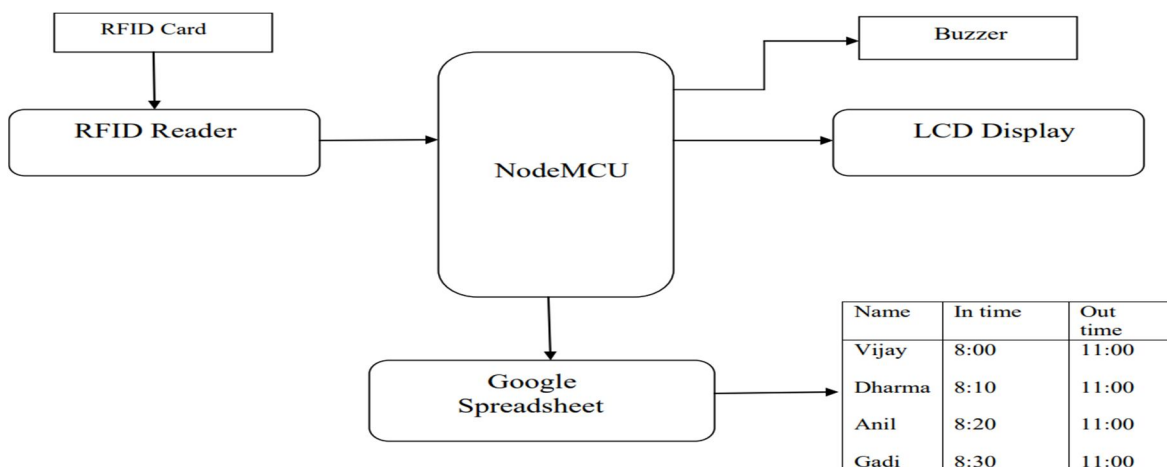 RFID Card
Buzzer
RFID Reader
LCD Display
NodeMCU
Google
Spreadsheet
Name In time Out
time
Vijay 8:00 11:00
Dharma 8:10 11:00
Anil 8:20 11:00
Gadi 8:30 11:00